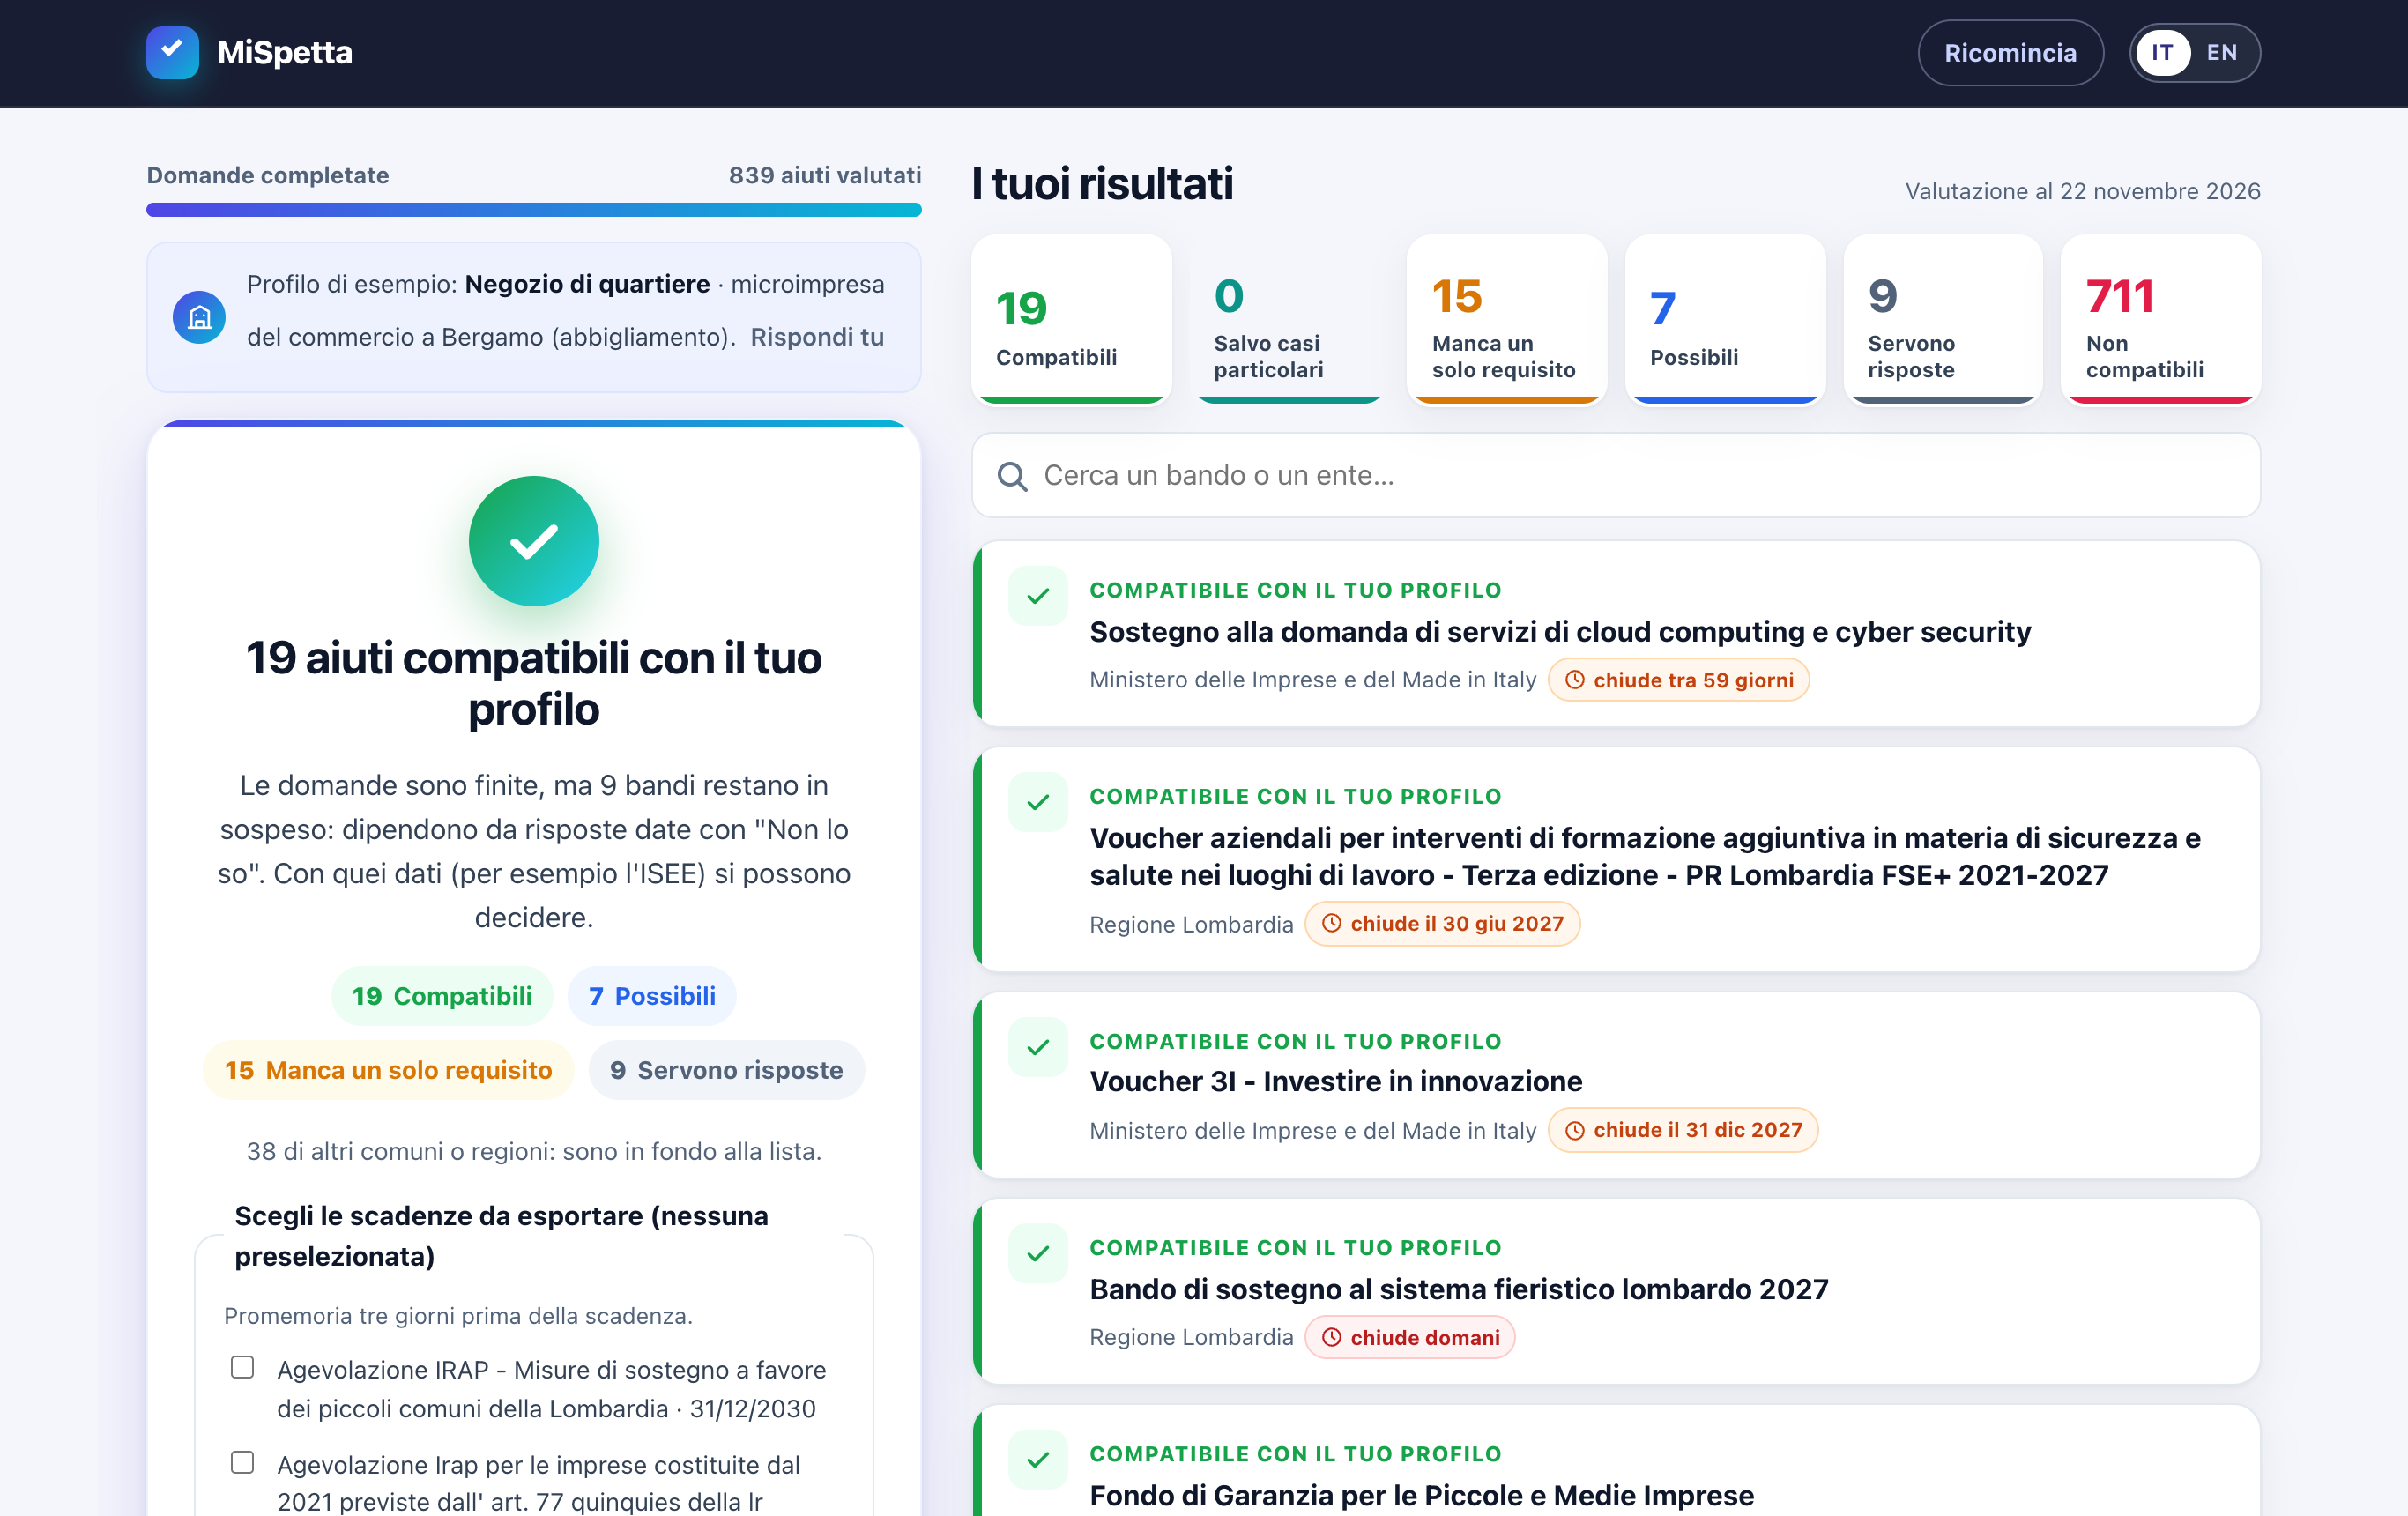 MiSpetta
Ricomincia
IT EN
Domande completate
839 aiuti valutati
Profilo di esempio: Negozio di quartiere · microimpresa
del commercio a Bergamo (abbigliamento). Rispondi tu
19 aiuti compatibili con il tuo
profilo
Le domande sono finite, ma 9 bandi restano in
sospeso: dipendono da risposte date con "Non lo
so". Con quei dati (per esempio l'ISEE) si possono
decidere.
19 Compatibili
7 Possibili
15 Manca un solo requisito
9 Servono risposte
38 di altri comuni o regioni: sono in fondo alla lista.
Scegli le scadenze da esportare (nessuna
preselezionata)
Promemoria tre giorni prima della scadenza.
Agevolazione IRAP - Misure di sostegno a favore
dei piccoli comuni della Lombardia · 31/12/2030
Agevolazione Irap per le imprese costituite dal
2021 previste dall' art. 77 quinquies della lr
I tuoi risultati
Valutazione al 22 novembre 2026
19
Compatibili
0
Salvo casi
particolari
15
Manca un
solo requisito
7
Possibili
9
Servono
risposte
711
Non
compatibili
Cerca un bando o un ente...
COMPATIBILE CON IL TUO PROFILO
Sostegno alla domanda di servizi di cloud computing e cyber security
Ministero delle Imprese e del Made in Italy
chiude tra 59 giorni
COMPATIBILE CON IL TUO PROFILO
Voucher aziendali per interventi di formazione aggiuntiva in materia di sicurezza e
salute nei luoghi di lavoro - Terza edizione - PR Lombardia FSE+ 2021-2027
Regione Lombardia
chiude il 30 giu 2027
COMPATIBILE CON IL TUO PROFILO
Voucher 3I - Investire in innovazione
Ministero delle Imprese e del Made in Italy
chiude il 31 dic 2027
COMPATIBILE CON IL TUO PROFILO
Bando di sostegno al sistema fieristico lombardo 2027
Regione Lombardia
chiude domani
COMPATIBILE CON IL TUO PROFILO
Fondo di Garanzia per le Piccole e Medie Imprese